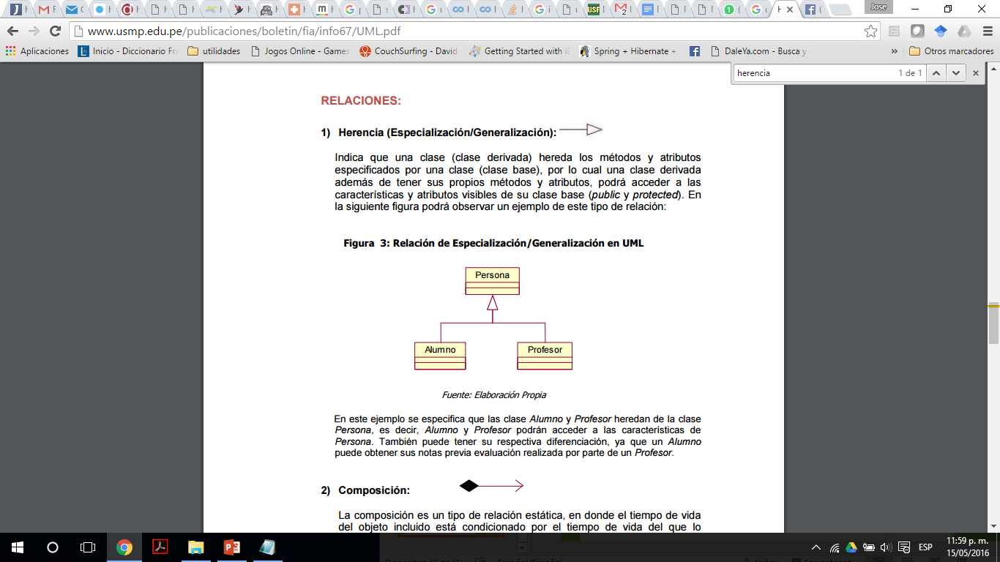 Jose
www.usmp.edu.pe/publicaciones/boletin/fia/info67/UML.pdf
Aplicaciones
Inicio - Diccionario Fra
utilidades
Jogos Online - Games
CouchSurfing - David
Getting Started with i
Spring + Hibernate +
DaleYa.com - Busca y
»
Otros marcadores
herencia
1 de 1
RELACIONES:
1) Herencia (Especialización/Generalización):
Indica que una clase (clase derivada) hereda los métodos y atributos
especificados por una clase (clase base), por lo cual una clase derivada
además de tener sus propios métodos y atributos, podrá acceder a las
características y atributos visibles de su clase base (public y protected). En
la siguiente figura podrá observar un ejemplo de este tipo de relación:
Figura 3: Relación de Especialización/Generalización en UML
Persona
Alumno
Profesor
Fuente: Elaboración Propia
En este ejemplo se especifica que las clase Alumno y Profesor heredan de la clase
Persona, es decir, Alumno y Profesor podrán acceder a las características de
Persona. También puede tener su respectiva diferenciación, ya que un Alumno
puede obtener sus notas previa evaluación realizada por parte de un Profesor.
2) Composición:
La composición es un tipo de relación estática, en donde el tiempo de vida
del objeto incluido está condicionado por el tiempo de vida del que lo
ESP
11:59 p. m.
15/05/2016